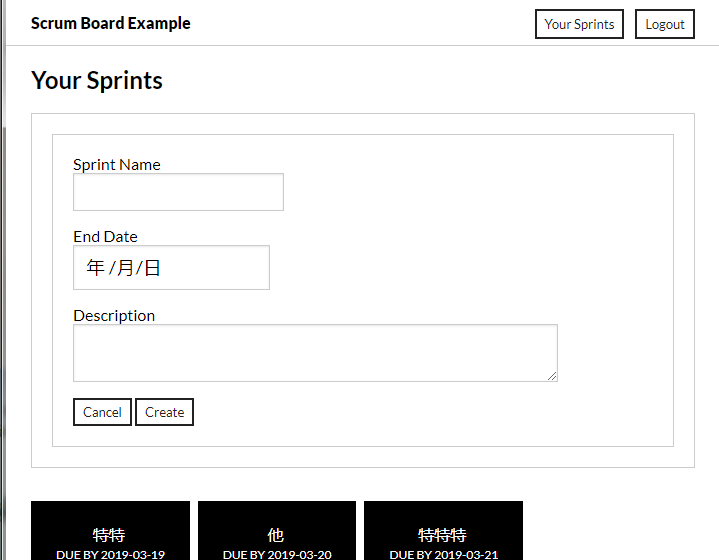 Scrum Board Example
Your Sprints
Logout
Your Sprints
Sprint Name
End Date
年 /月/日
Description
Cancel
Create
特特
DUE BY 2019-03-19
他
DUE BY 2019-03-20
特特特
DUE BY 2019-03-21